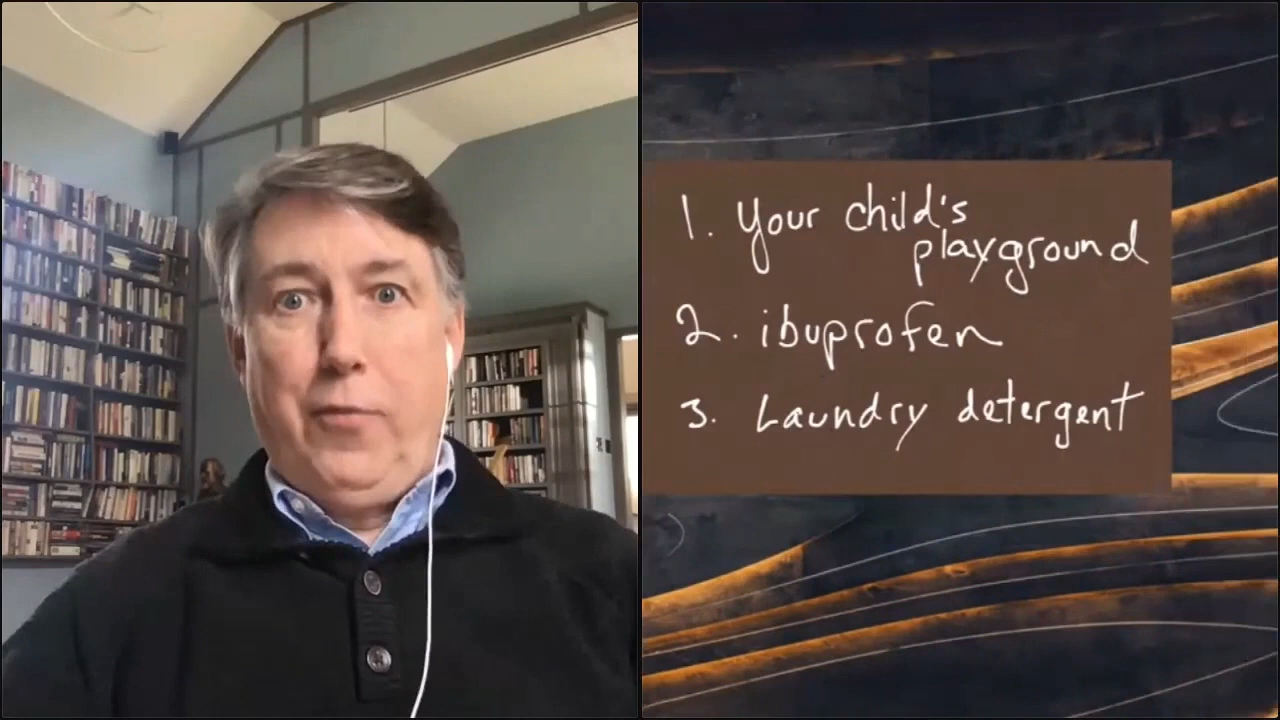 1. Your child's
playground
2. ibuprofen
3. Laundry detergent